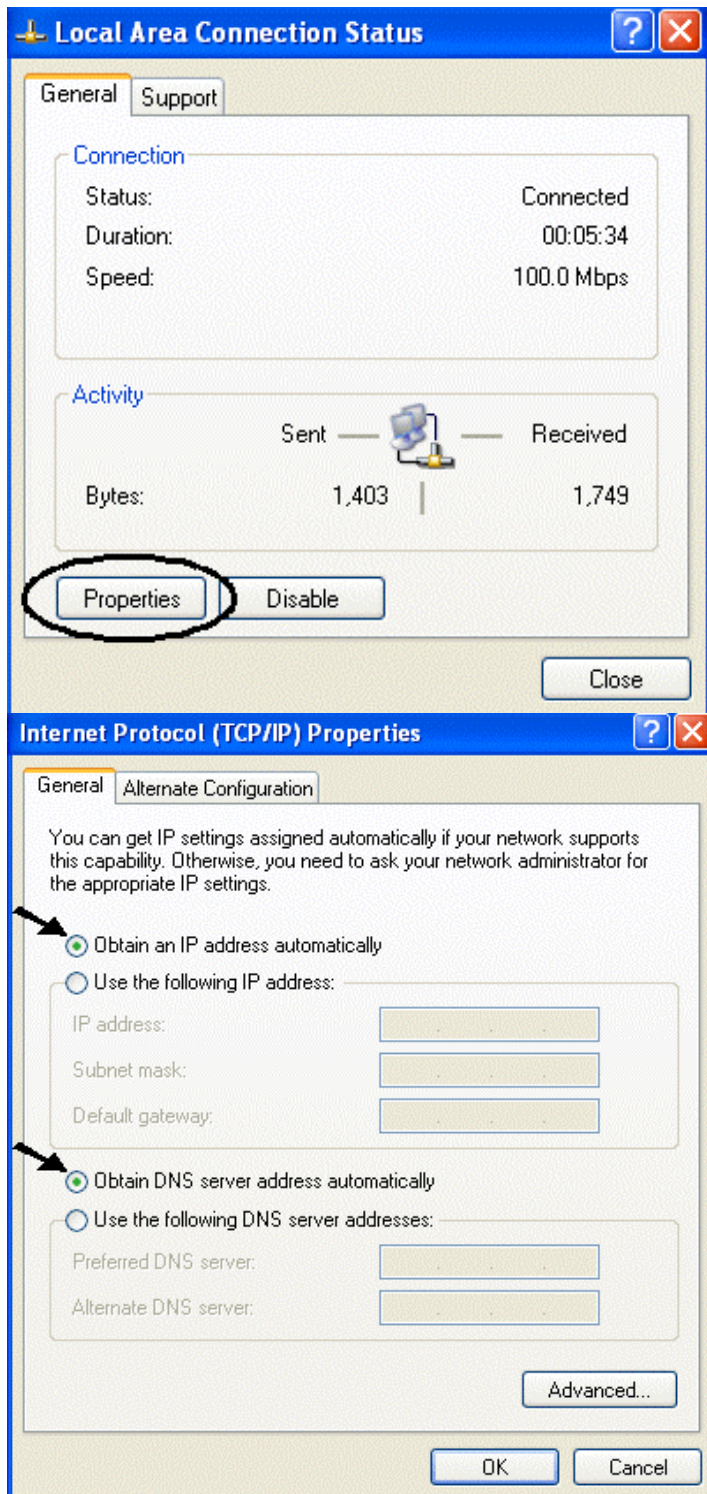 Local Area Connection Status
General Support
Connection
Status: Connected
Duration: 00:05:34
Speed: 100.0 Mbps
Activity
Sent Received
Bytes: 1,403 1,749
Properties Disable
Close
Internet Protocol (TCP/IP) Properties
General Alternate Configuration
You can get IP settings assigned automatically if your network supports
this capability. Otherwise, you need to ask your network administrator for
the appropriate IP settings.
Obtain an IP address automatically
Use the following IP address:
IP address:
Subnet mask:
Default gateway:
Obtain DNS server address automatically
Use the following DNS server addresses:
Preferred DNS server:
Alternate DNS server:
Advanced...
OK Cancel